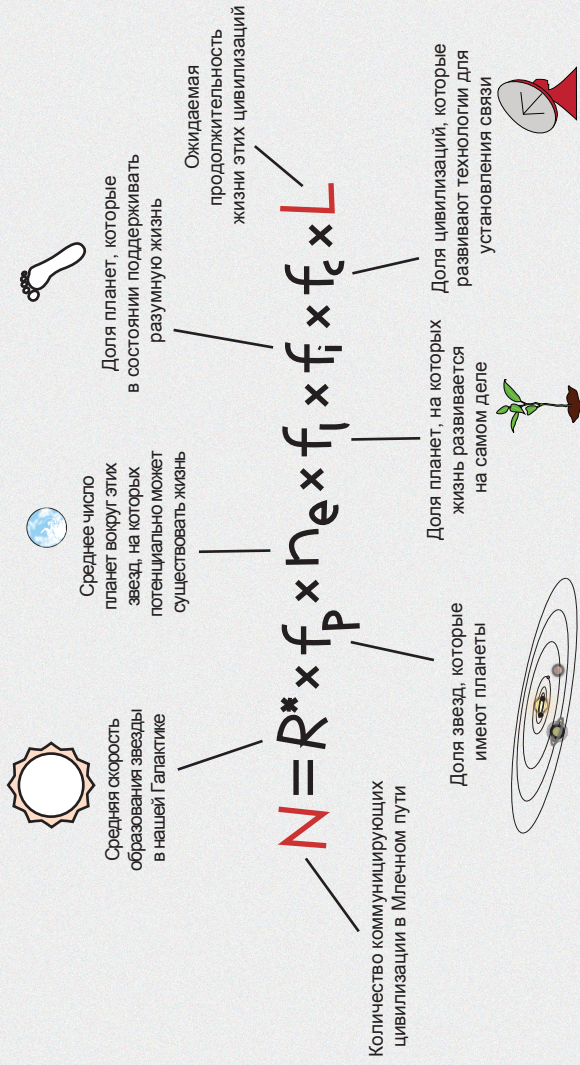 Средняя скорость
образования звезды
в нашей Галактике
Среднее число
планет вокруг этих
звезд, на которых
потенциально может
существовать жизнь
Доля планет, которые
в состоянии поддерживать
разумную жизнь
Ожидаемая
продолжительность
жизни этих цивилизаций
N = R* × fp × ne × fl × fi × fc × L
Количество коммуницирующих
цивилизации в Млечном пути
Доля звезд, которые
имеют планеты
Доля планет, на которых
жизнь развивается
на самом деле
Доля цивилизаций, которые
развивают технологии для
установления связи